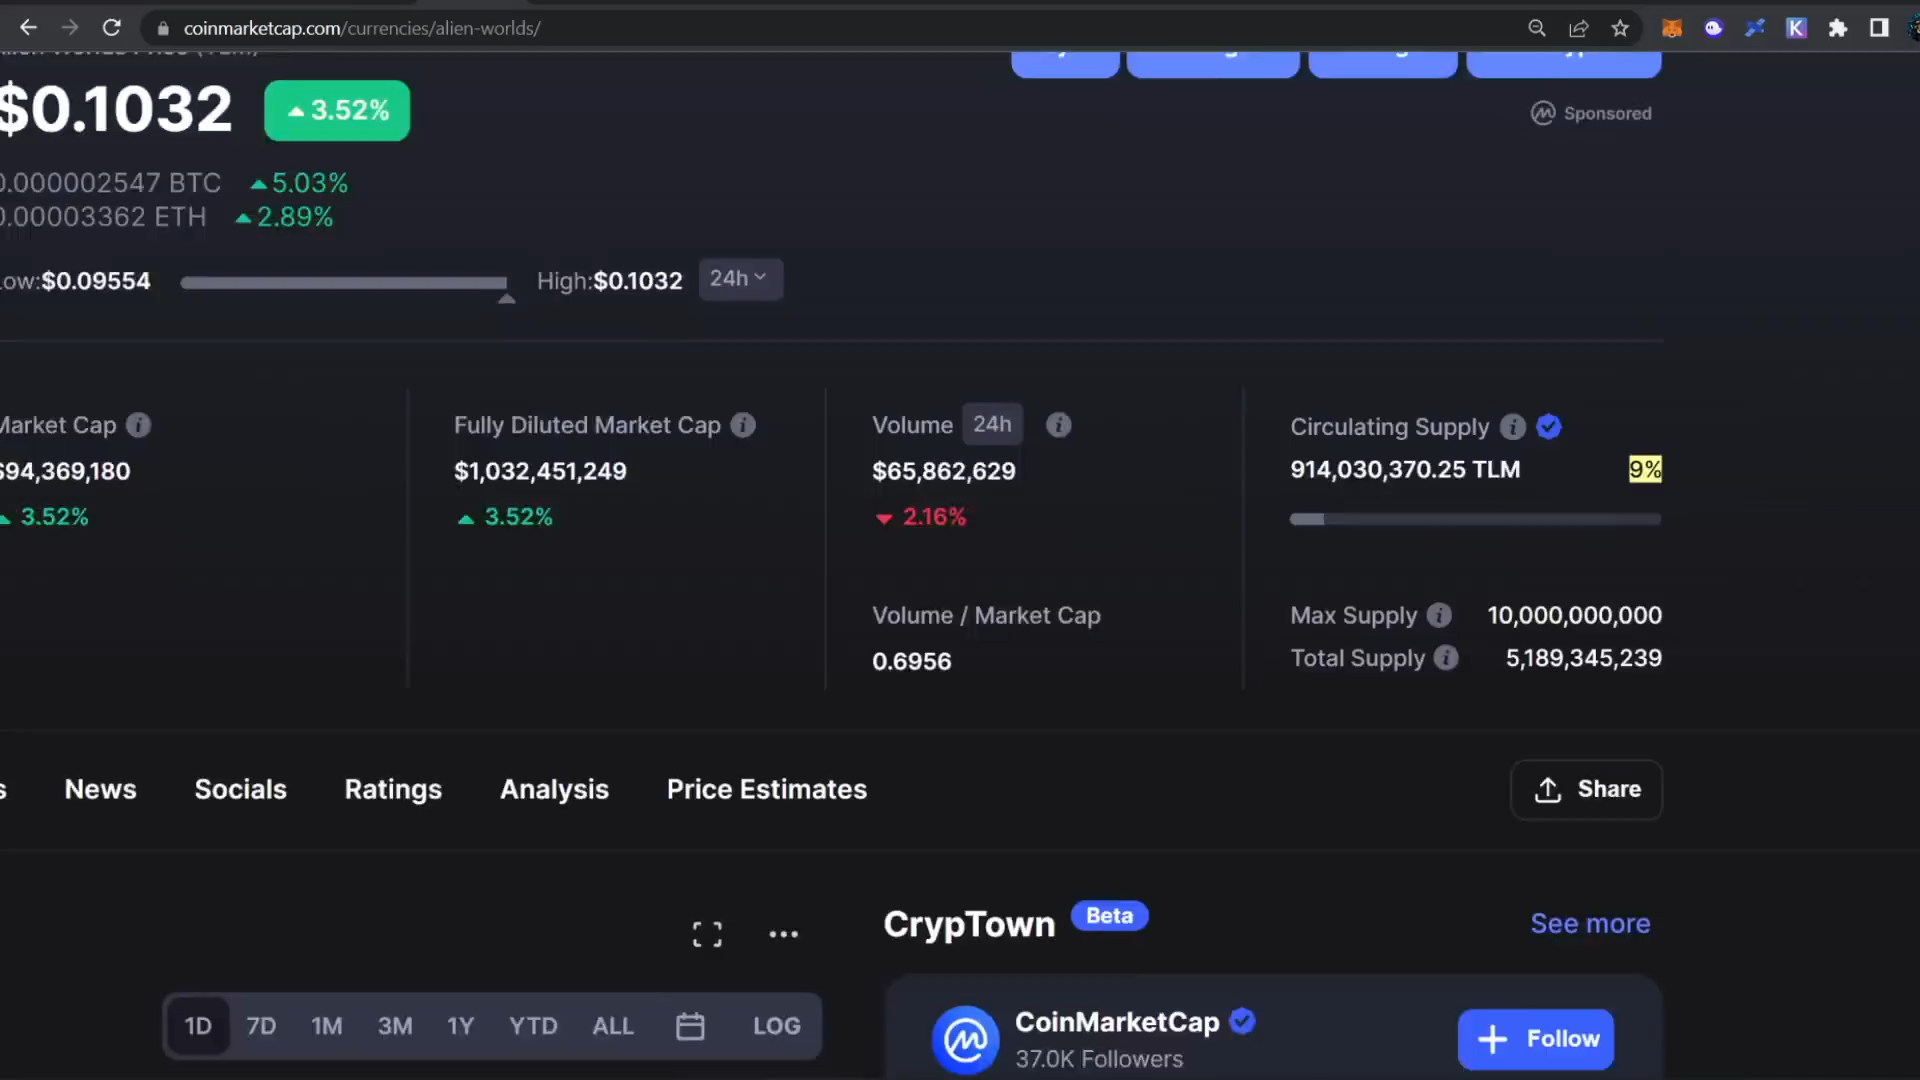 coinmarketcap.com/currencies/alien-worlds/
$0.1032 3.52%
Sponsored
0.000002547 BTC 5.03%
0.00003362 ETH 2.89%
Low:$0.09554 High:$0.1032 24h
Market Cap
$94,369,180
3.52%
Fully Diluted Market Cap
$1,032,451,249
3.52%
Volume 24h
$65,862,629
2.16%
Volume / Market Cap
0.6956
Circulating Supply
914,030,370.25 TLM 9%
Max Supply 10,000,000,000
Total Supply 5,189,345,239
s News Socials Ratings Analysis Price Estimates Share
CrypTown Beta See more
1D 7D 1M 3M 1Y YTD ALL LOG
CoinMarketCap
37.0K Followers
Follow